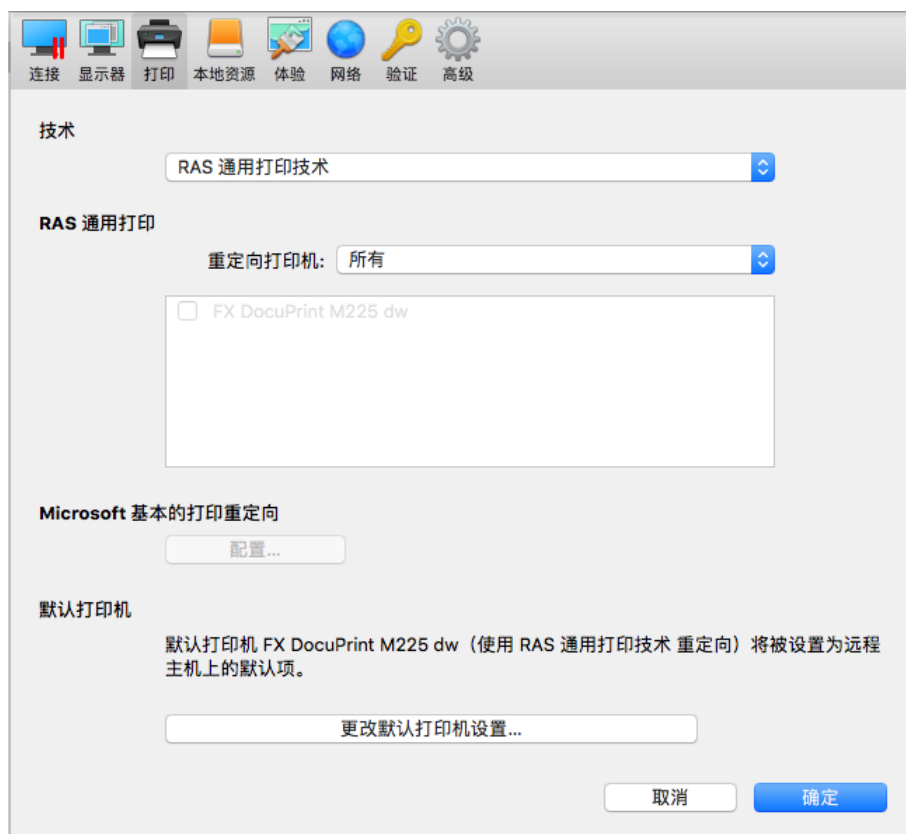 连接 显示器 打印 本地资源 体验 网络 验证 高级
技术
RAS 通用打印技术
RAS 通用打印
重定向打印机: 所有
FX DocuPrint M225 dw
Microsoft 基本的打印重定向
配置...
默认打印机
默认打印机 FX DocuPrint M225 dw（使用 RAS 通用打印技术 重定向）将被设置为远程
主机上的默认项。
更改默认打印机设置...
取消 确定